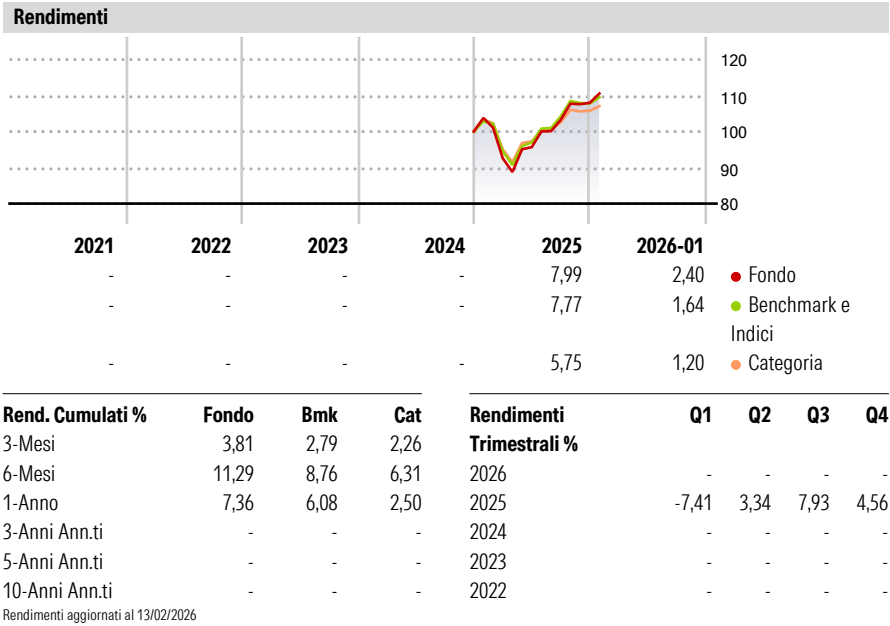 Rendimenti
120
110
100
90
80
2021 2022 2023 2024 2025 2026-01
- - - - 7,99 2,40 Fondo
- - - - 7,77 1,64 Benchmark e
Indici
- - - - 5,75 1,20 Categoria
Rend. Cumulati % Fondo Bmk Cat
3-Mesi 3,81 2,79 2,26
6-Mesi 11,29 8,76 6,31
1-Anno 7,36 6,08 2,50
3-Anni Ann.ti - - -
5-Anni Ann.ti - - -
10-Anni Ann.ti - - -
Rendimenti Q1 Q2 Q3 Q4
Trimestrali %
2026 - - - -
2025 -7,41 3,34 7,93 4,56
2024 - - - -
2023 - - - -
2022 - - - -
Rendimenti aggiornati al 13/02/2026